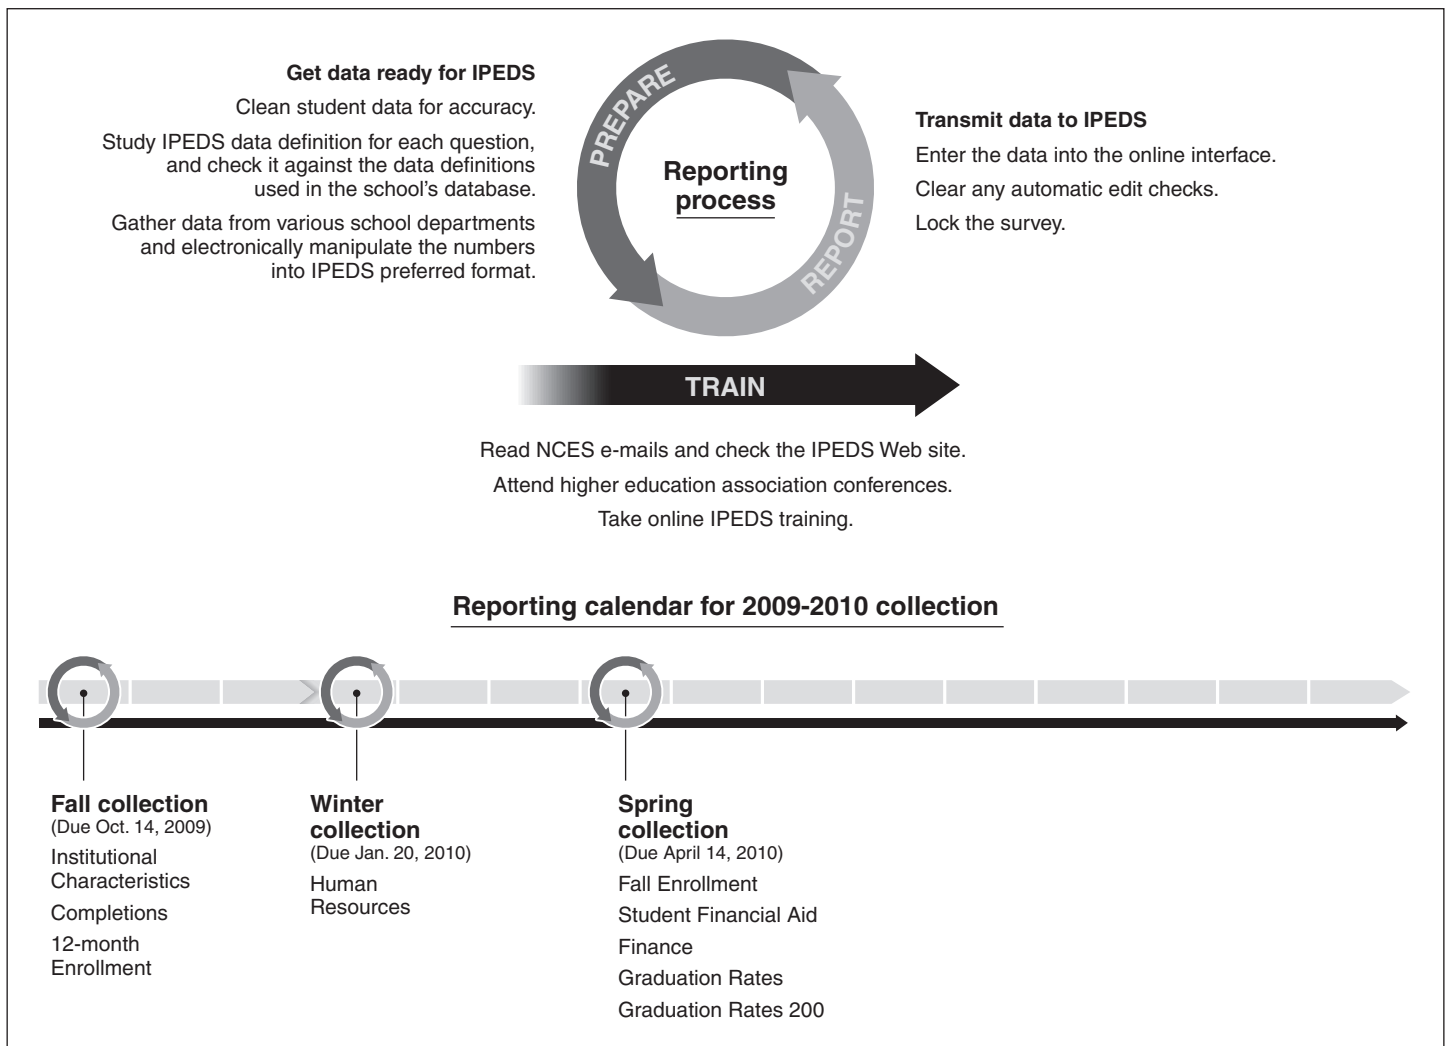 Get data ready for IPEDS
Clean student data for accuracy.
Study IPEDS data definition for each question,
and check it against the data definitions
used in the school's database.
Gather data from various school departments
and electronically manipulate the numbers
into IPEDS preferred format.
PREPARE
Reporting
process
REPORT
Transmit data to IPEDS
Enter the data into the online interface.
Clear any automatic edit checks.
Lock the survey.
TRAIN
Read NCES e-mails and check the IPEDS Web site.
Attend higher education association conferences.
Take online IPEDS training.
Reporting calendar for 2009-2010 collection
Fall collection
(Due Oct. 14, 2009)
Institutional
Characteristics
Completions
12-month
Enrollment
Winter
collection
(Due Jan. 20, 2010)
Human
Resources
Spring
collection
(Due April 14, 2010)
Fall Enrollment
Student Financial Aid
Finance
Graduation Rates
Graduation Rates 200